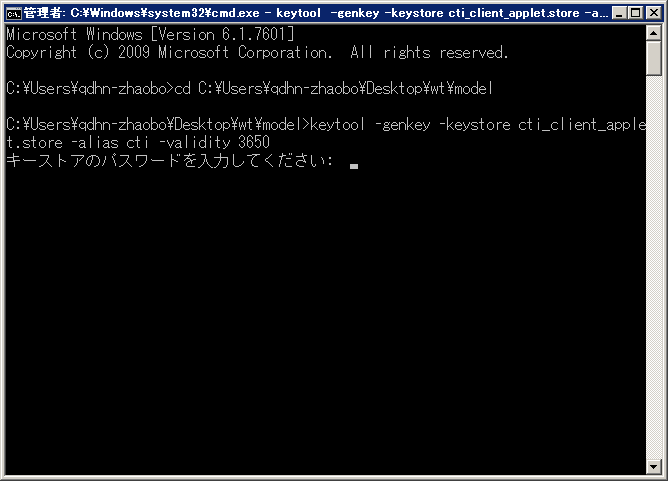 管理者: C:¥Windows¥system32¥cmd.exe - keytool  -genkey -keystore cti_client_applet.store -a...
Microsoft Windows [Version 6.1.7601]
Copyright (c) 2009 Microsoft Corporation.  All rights reserved.
C:¥Users¥qdhn-zhaobo>cd C:¥Users¥qdhn-zhaobo¥Desktop¥wt¥model
C:¥Users¥qdhn-zhaobo¥Desktop¥wt¥model>keytool -genkey -keystore cti_client_apple
t.store -alias cti -validity 3650
キーストアのパスワードを入力してください: